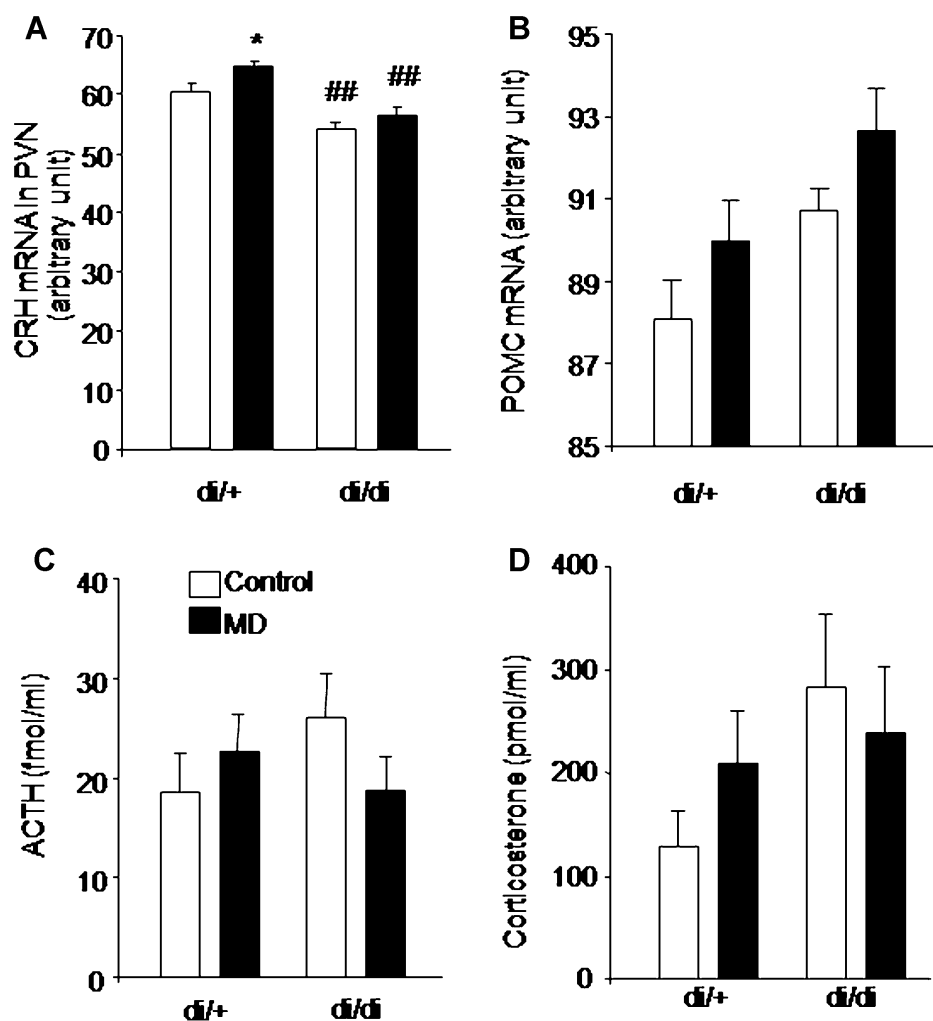 A
CRH mRNA In PVN
(arbitrary unit)
70
60
50
40
30
20
10
0
*
##
##
di/+
di/di
B
POMC mRNA (arbitrary unit)
95
93
91
89
87
85
di/+
di/di
C
ACTH (fmol/ml)
40
30
20
10
0
Control
MD
di/+
di/di
D
Corticosterone (pmol/ml)
400
300
200
100
0
di/+
di/di